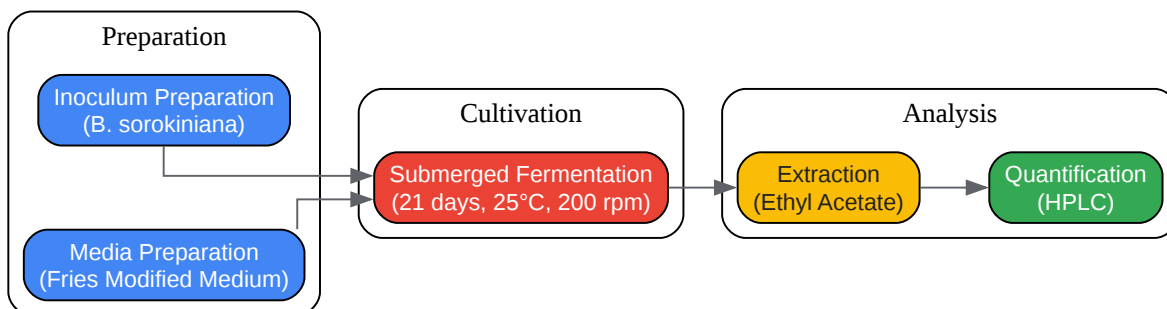 Preparation
Inoculum Preparation
(B. sorokiniana)
Media Preparation
(Fries Modified Medium)
Cultivation
Submerged Fermentation
(21 days, 25°C, 200 rpm)
Analysis
Extraction
(Ethyl Acetate)
Quantification
(HPLC)